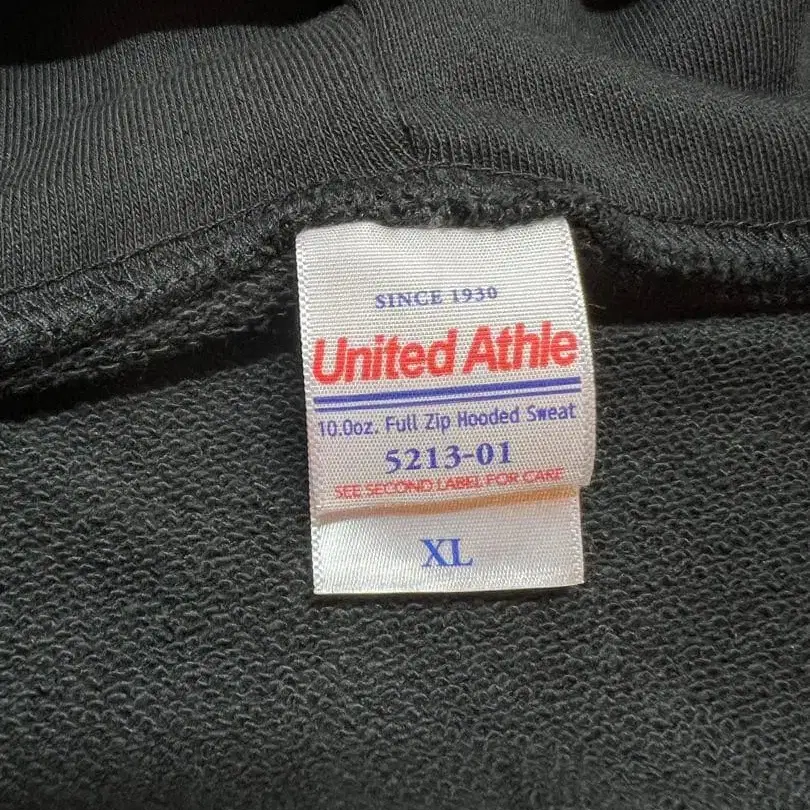 SINCE 1930
United Athle
10.0oz. Full Zip Hooded Sweat
5213-01
SEE SECOND LABEL FOR CARE
XL